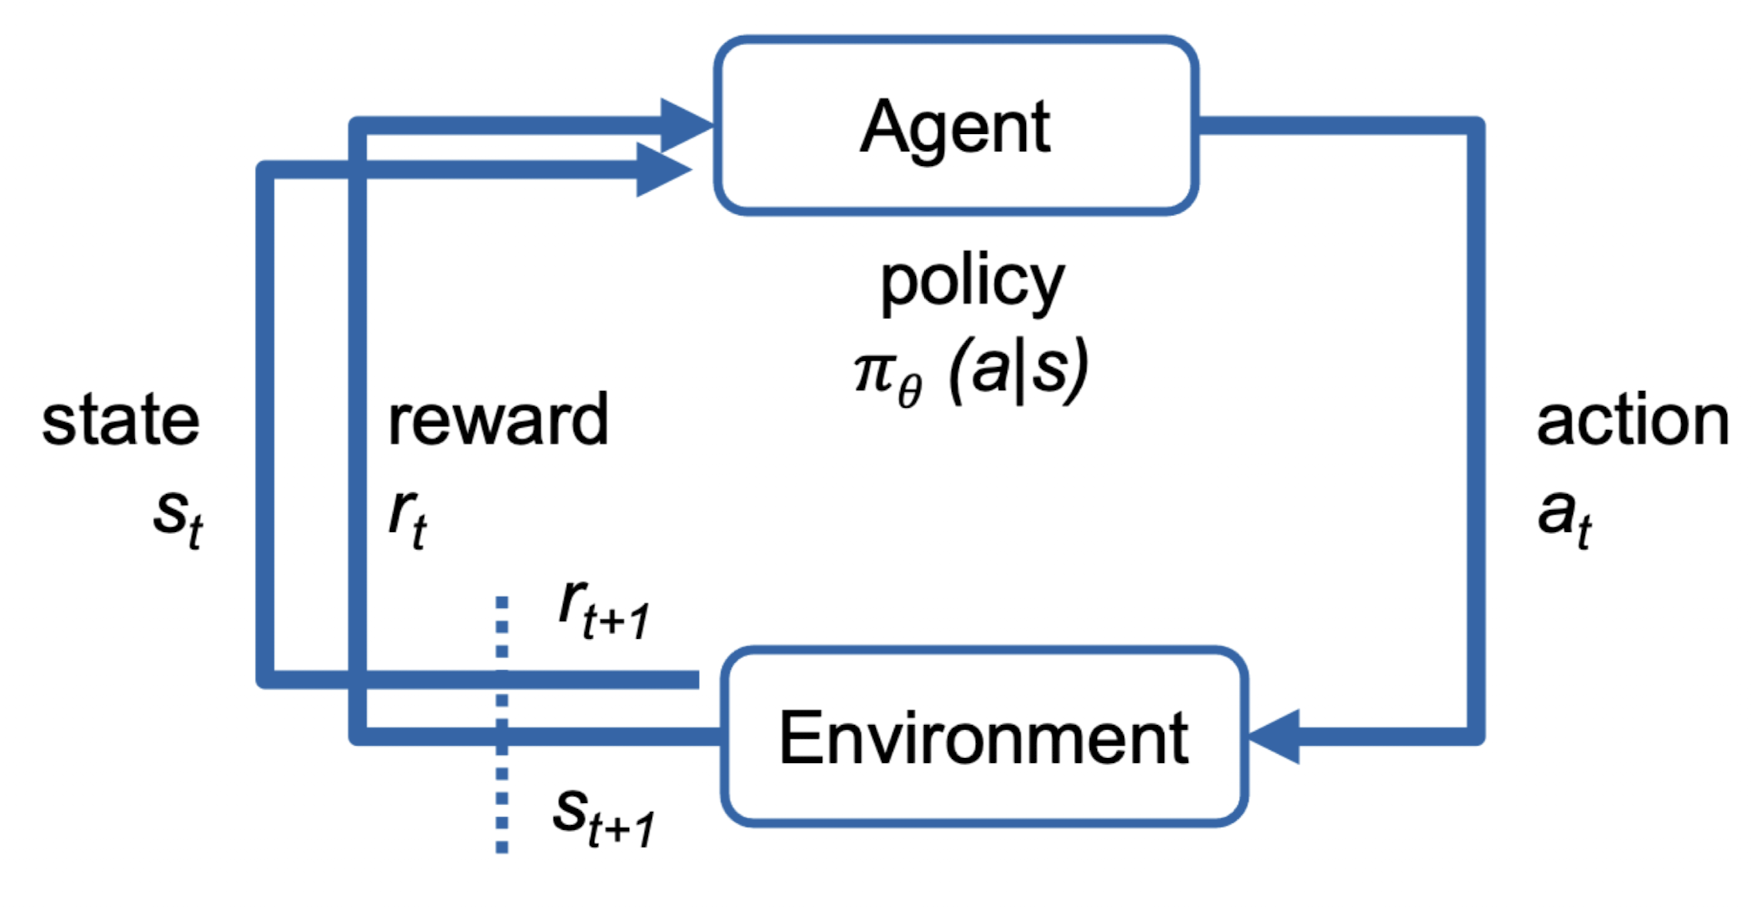 Agent
policy
πθ (a|s)
state
st
reward
rt
action
at
rt+1
Environment
st+1